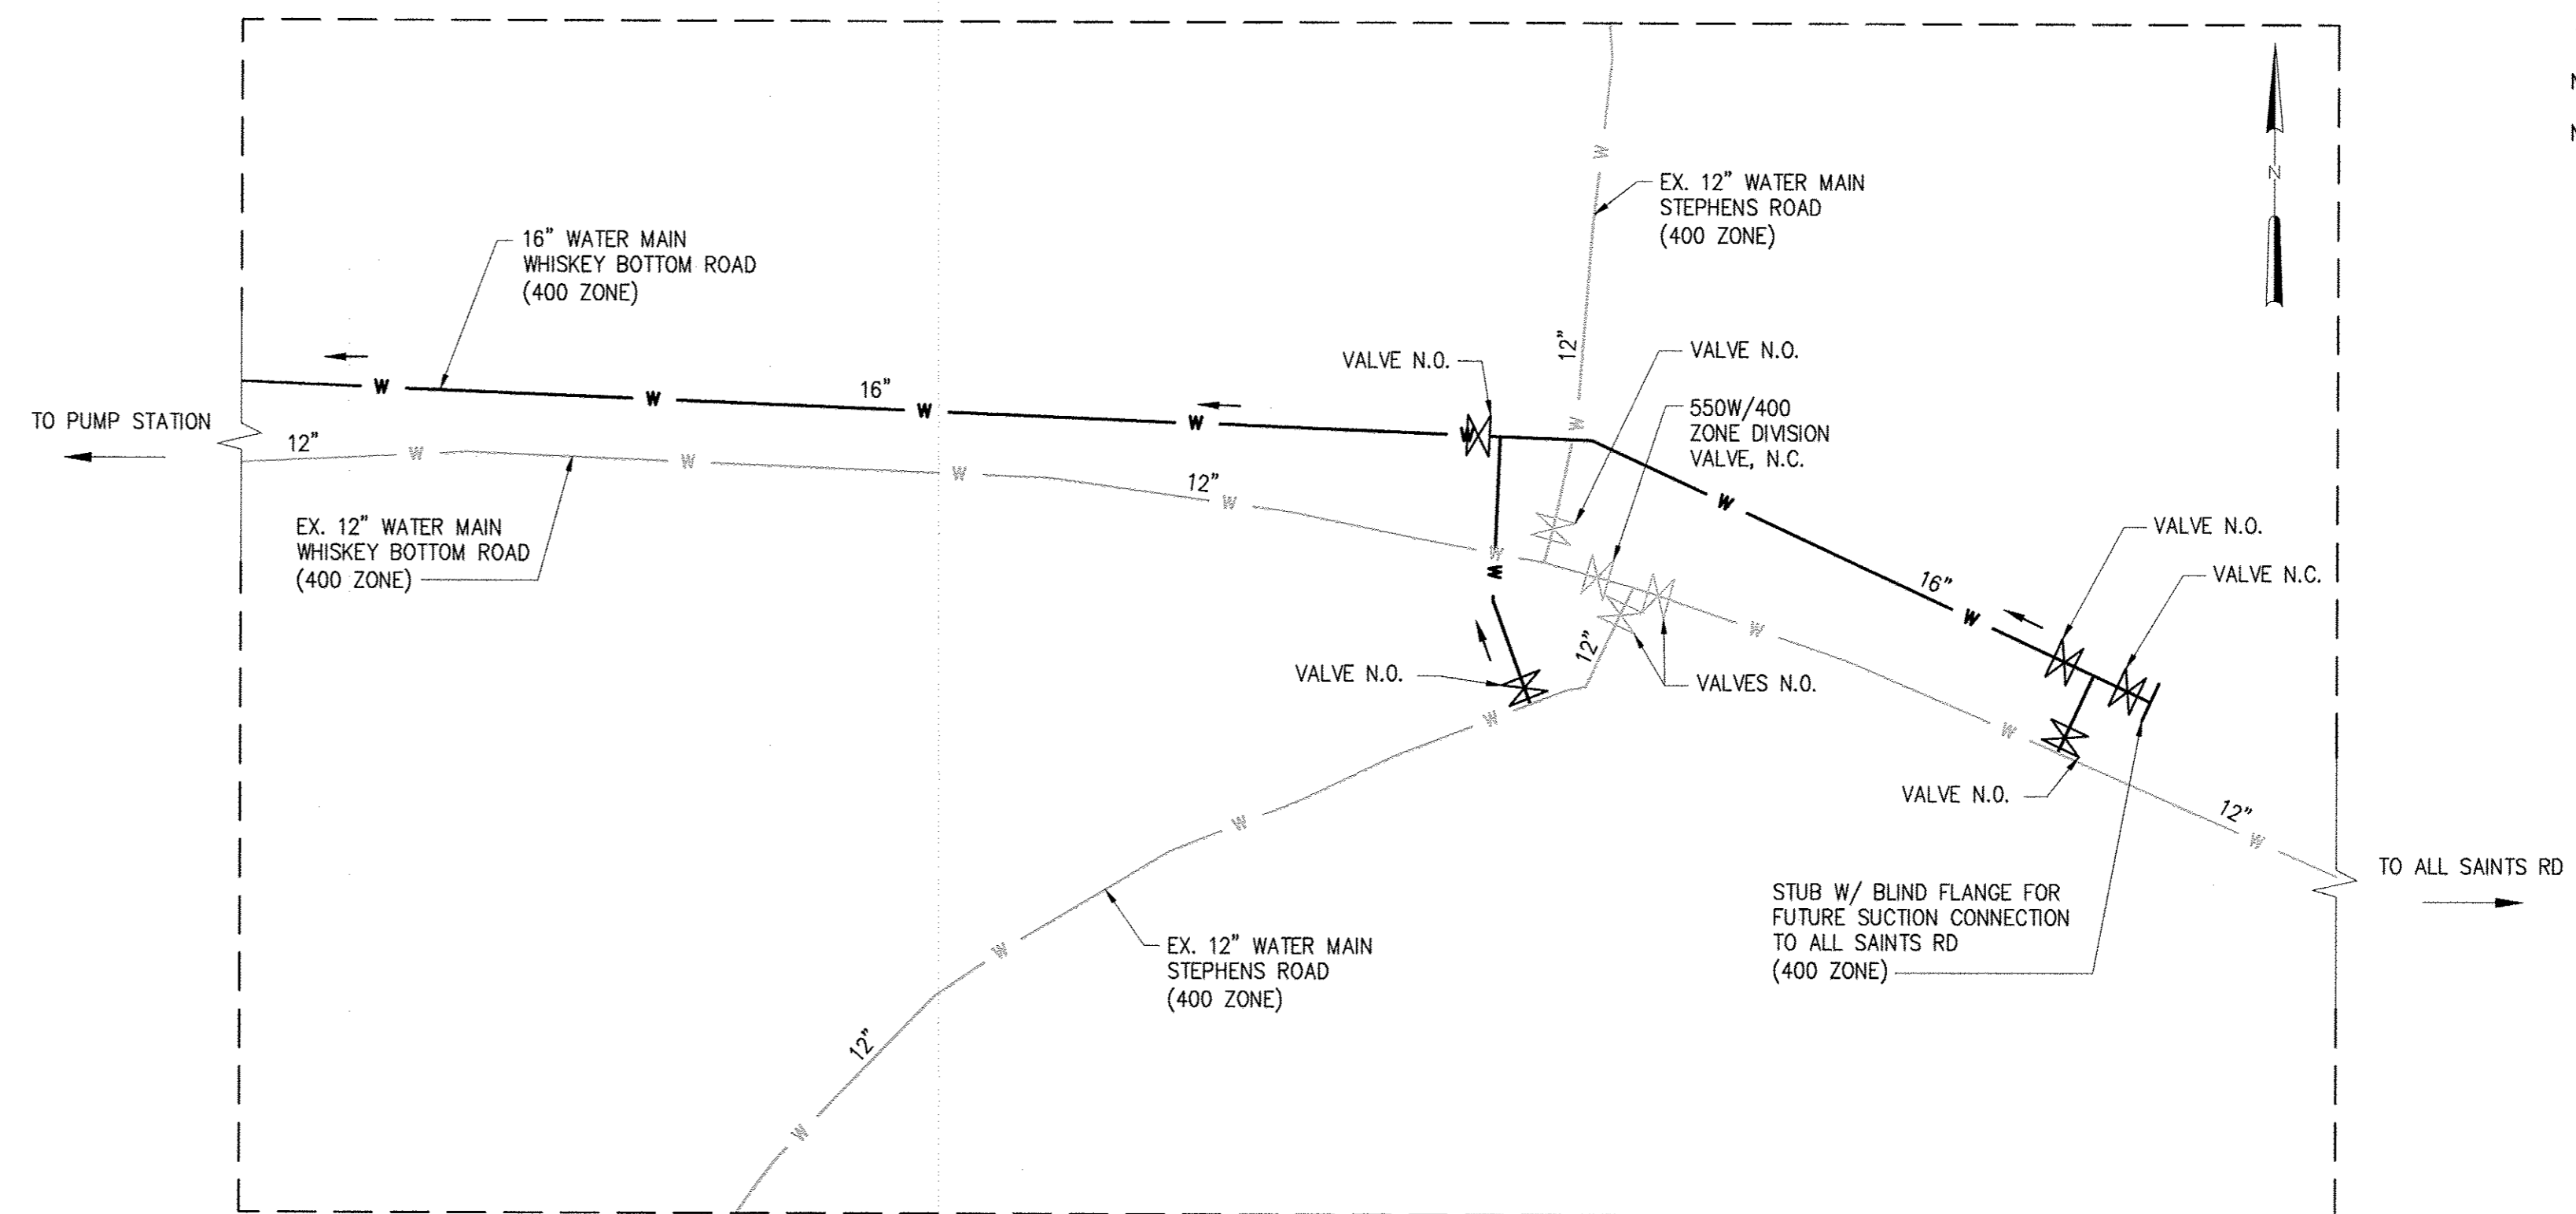 EX. 12" WATER MAIN
STEPHENS ROAD
(400 ZONE)
N
16" WATER MAIN
WHISKEY BOTTOM ROAD
(400 ZONE)
12"
VALVE N.O.
VALVE N.O.
16"
TO PUMP STATION
12"
550W/400
ZONE DIVISION
VALVE, N.C.
12"
EX. 12" WATER MAIN
WHISKEY BOTTOM ROAD
(400 ZONE)
VALVE N.O.
VALVE N.C.
16"
12"
VALVE N.O.
VALVES N.O.
VALVE N.O.
12"
TO ALL SAINTS RD
STUB W/ BLIND FLANGE FOR
FUTURE SUCTION CONNECTION
TO ALL SAINTS RD
(400 ZONE)
EX. 12" WATER MAIN
STEPHENS ROAD
(400 ZONE)
12"
W W W W W W
W W W W W W W W
W W W W
W W W
W